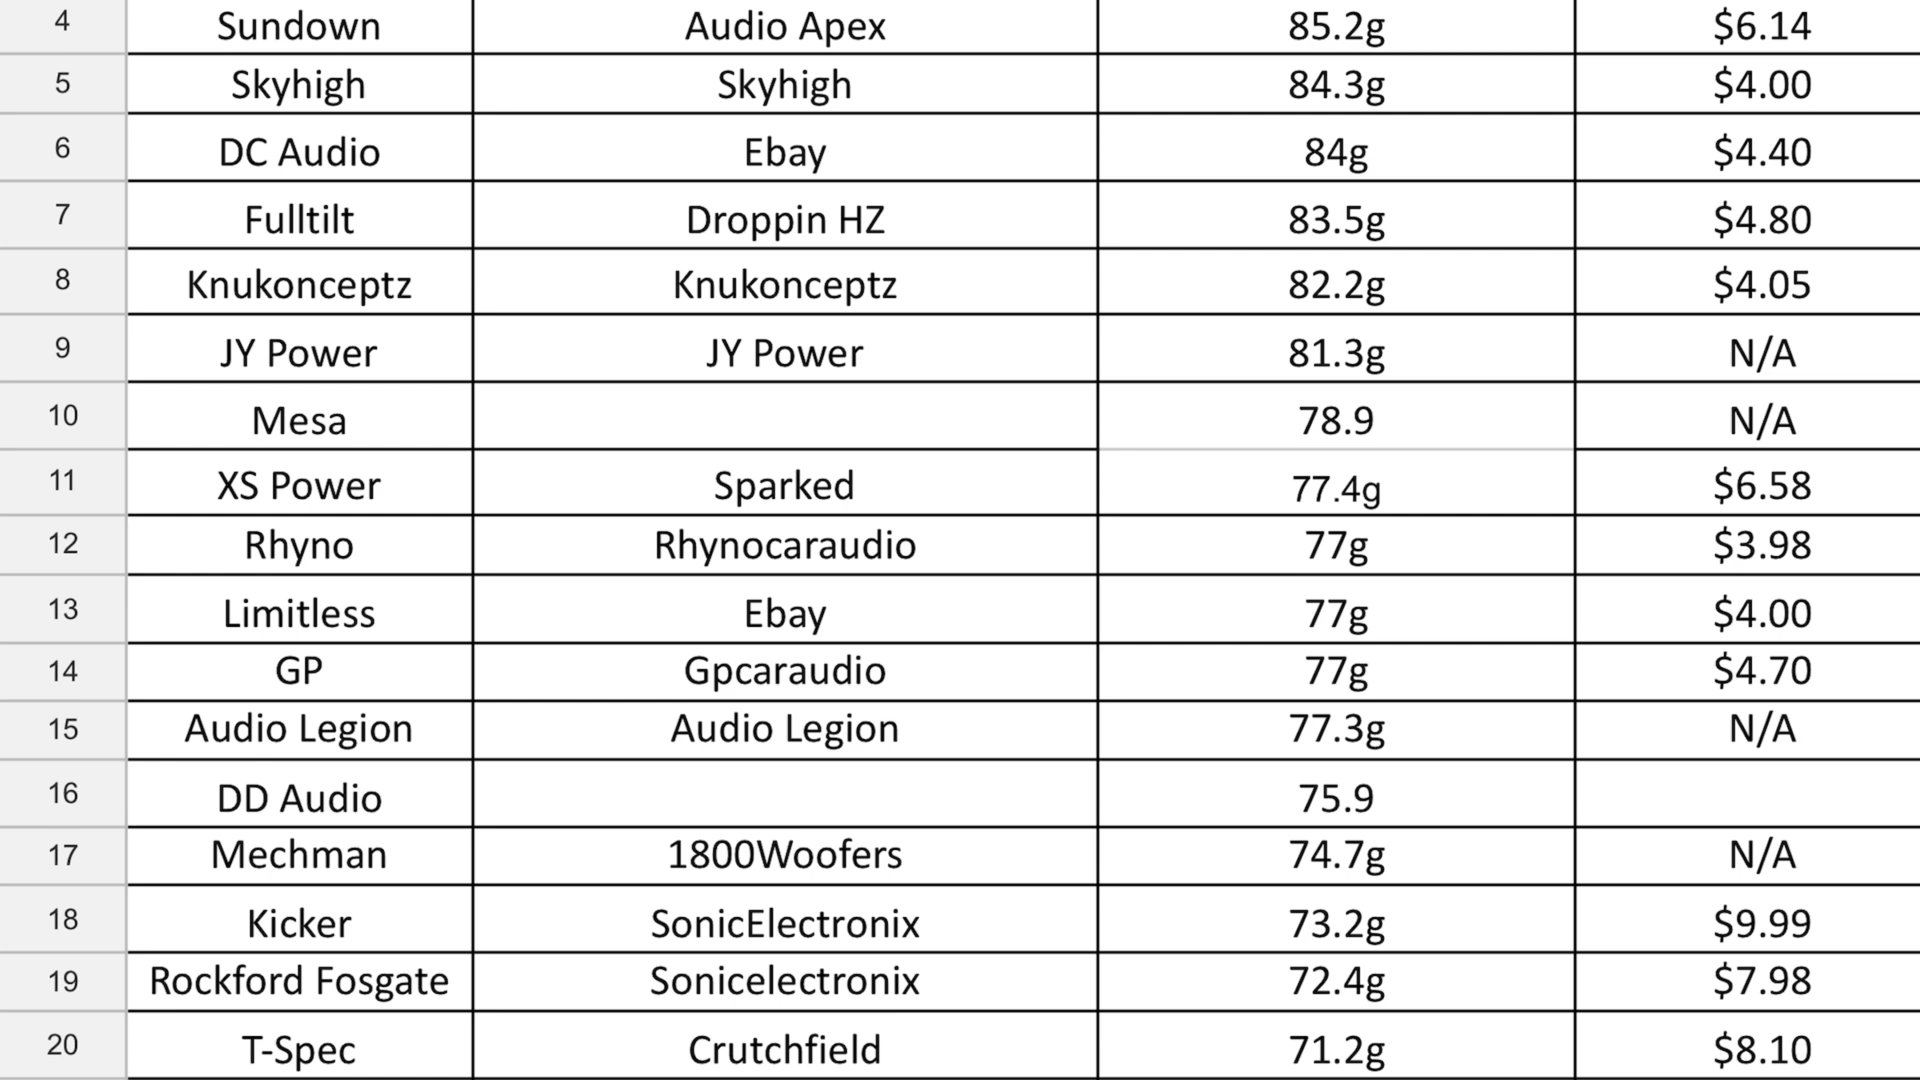 4 Sundown Audio Apex 85.2g $6.14
5 Skyhigh Skyhigh 84.3g $4.00
6 DC Audio Ebay 84g $4.40
7 Fulltilt Droppin HZ 83.5g $4.80
8 Knukonceptz Knukonceptz 82.2g $4.05
9 JY Power JY Power 81.3g N/A
10 Mesa 78.9 N/A
11 XS Power Sparked 77.4g $6.58
12 Rhyno Rhynocaraudio 77g $3.98
13 Limitless Ebay 77g $4.00
14 GP Gpcaraudio 77g $4.70
15 Audio Legion Audio Legion 77.3g N/A
16 DD Audio 75.9
17 Mechman 1800Woofers 74.7g N/A
18 Kicker SonicElectronix 73.2g $9.99
19 Rockford Fosgate Sonicelectronix 72.4g $7.98
20 T-Spec Crutchfield 71.2g $8.10